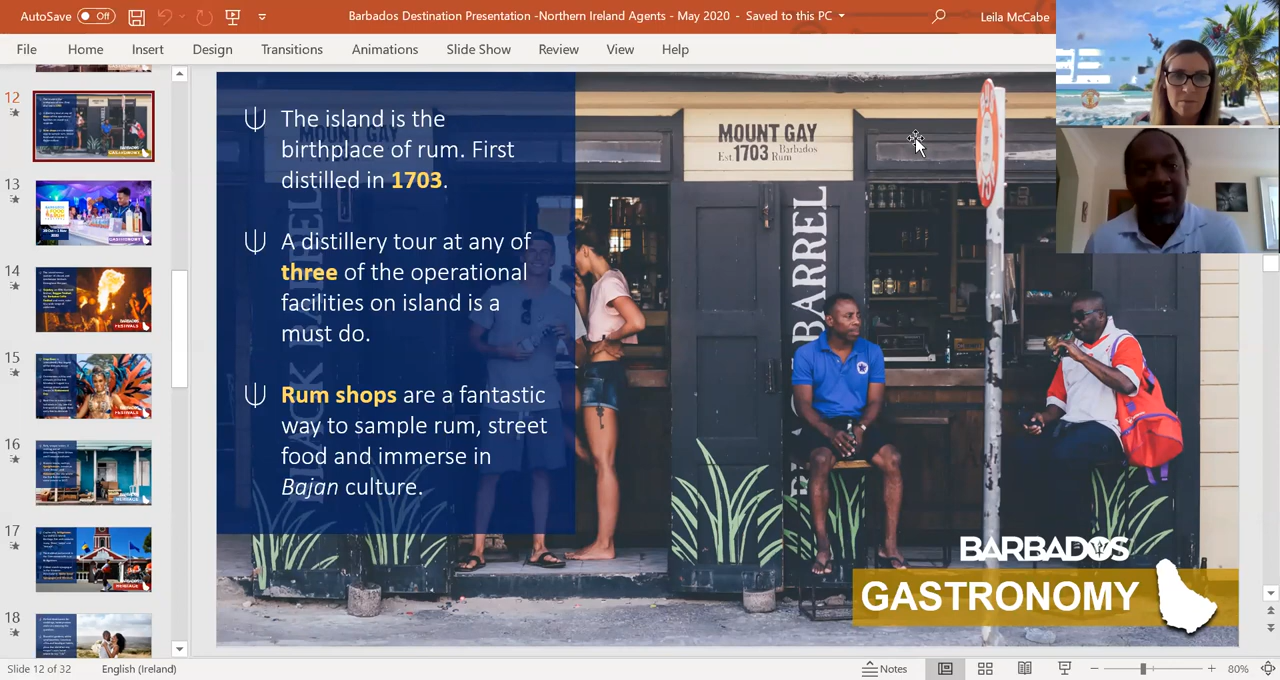 AutoSave
Off
Barbados Destination Presentation -Northern Ireland Agents - May 2020 - Saved to this PC
Leila McCabe
File
Home
Insert
Design
Transitions
Animations
Slide Show
Review
View
Help
12
13
14
15
16
17
18
The island is the
birthplace of rum. First
distilled in 1703.
A distillery tour at any of
three of the operational
facilities on island is a
must do.
Rum shops are a fantastic
way to sample rum, street
food and immerse in
Bajan culture.
MOUNT GAY
Est. 1703 Barbados Rum
BARREL
BARBADOS
GASTRONOMY
Slide 12 of 32
English (Ireland)
Notes
80%